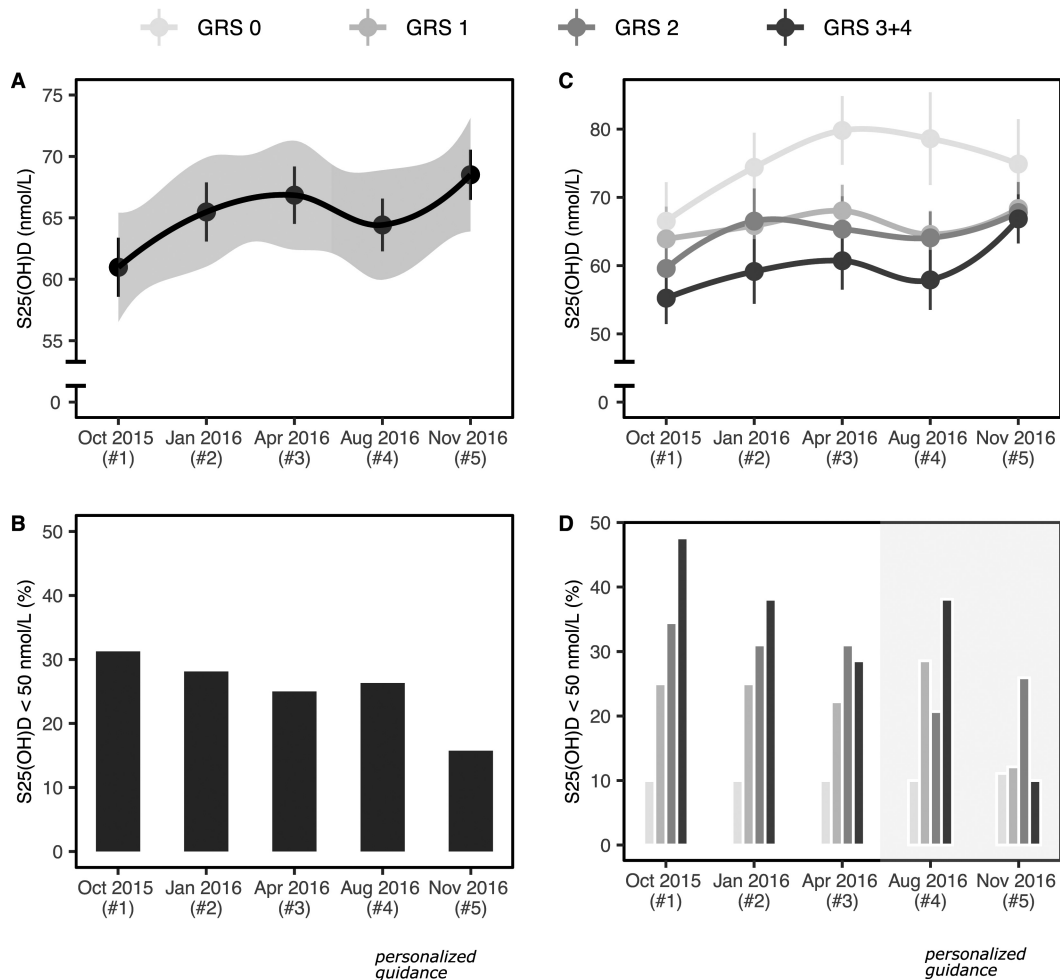 GRS 0 GRS 1 GRS 2 GRS 3+4
A
S25(OH)D (nmol/L)
75
70
65
60
55
0
Oct 2015 Jan 2016 Apr 2016 Aug 2016 Nov 2016
(#1) (#2) (#3) (#4) (#5)
C
S25(OH)D (nmol/L)
80
70
60
50
0
Oct 2015 Jan 2016 Apr 2016 Aug 2016 Nov 2016
(#1) (#2) (#3) (#4) (#5)
B
S25(OH)D < 50 nmol/L (%)
50
40
30
20
10
0
Oct 2015 Jan 2016 Apr 2016 Aug 2016 Nov 2016
(#1) (#2) (#3) (#4) (#5)
personalized
guidance
D
S25(OH)D < 50 nmol/L (%)
50
40
30
20
10
0
Oct 2015 Jan 2016 Apr 2016 Aug 2016 Nov 2016
(#1) (#2) (#3) (#4) (#5)
personalized
guidance